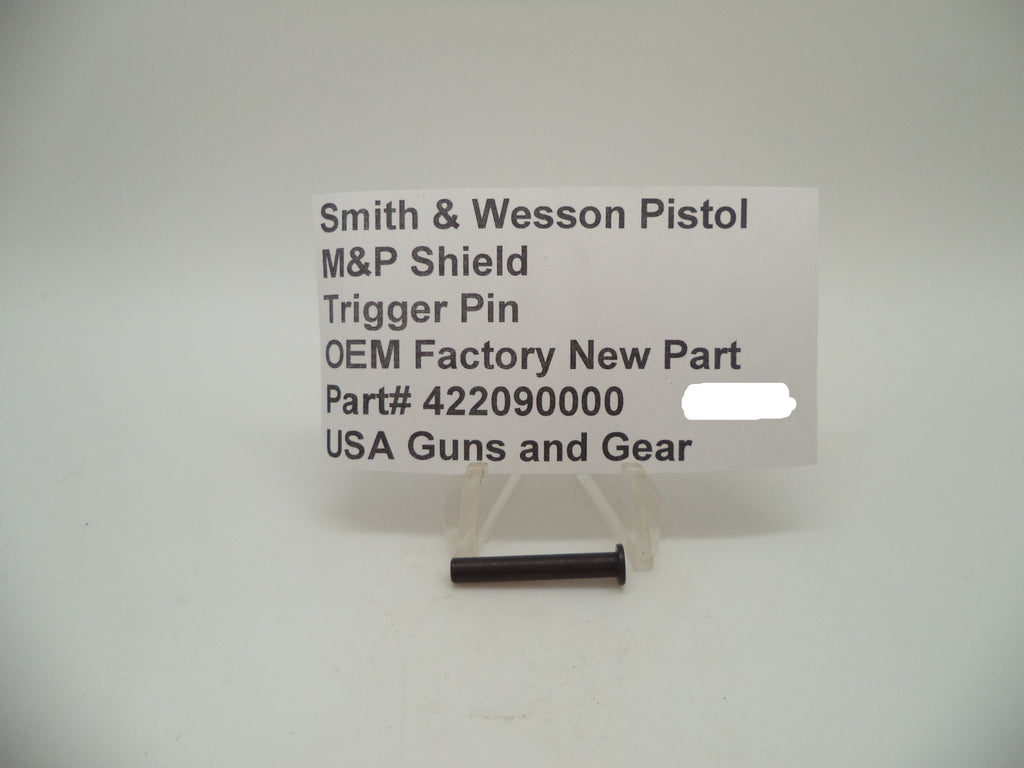 Smith & Wesson Pistol
M&P Shield
Trigger Pin
OEM Factory New Part
Part# 422090000
USA Guns and Gear